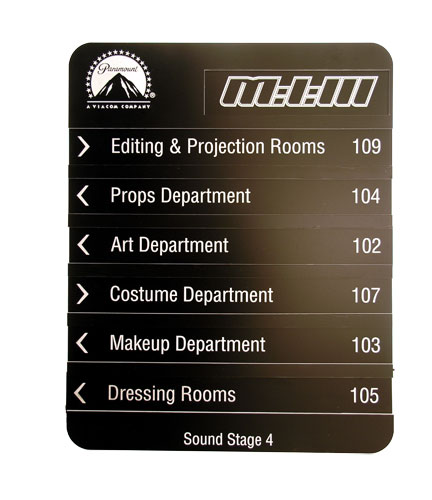 Paramount
A VIACOM COMPANY
M:I:III
> Editing & Projection Rooms 109
< Props Department 104
< Art Department 102
> Costume Department 107
< Makeup Department 103
< Dressing Rooms 105
Sound Stage 4